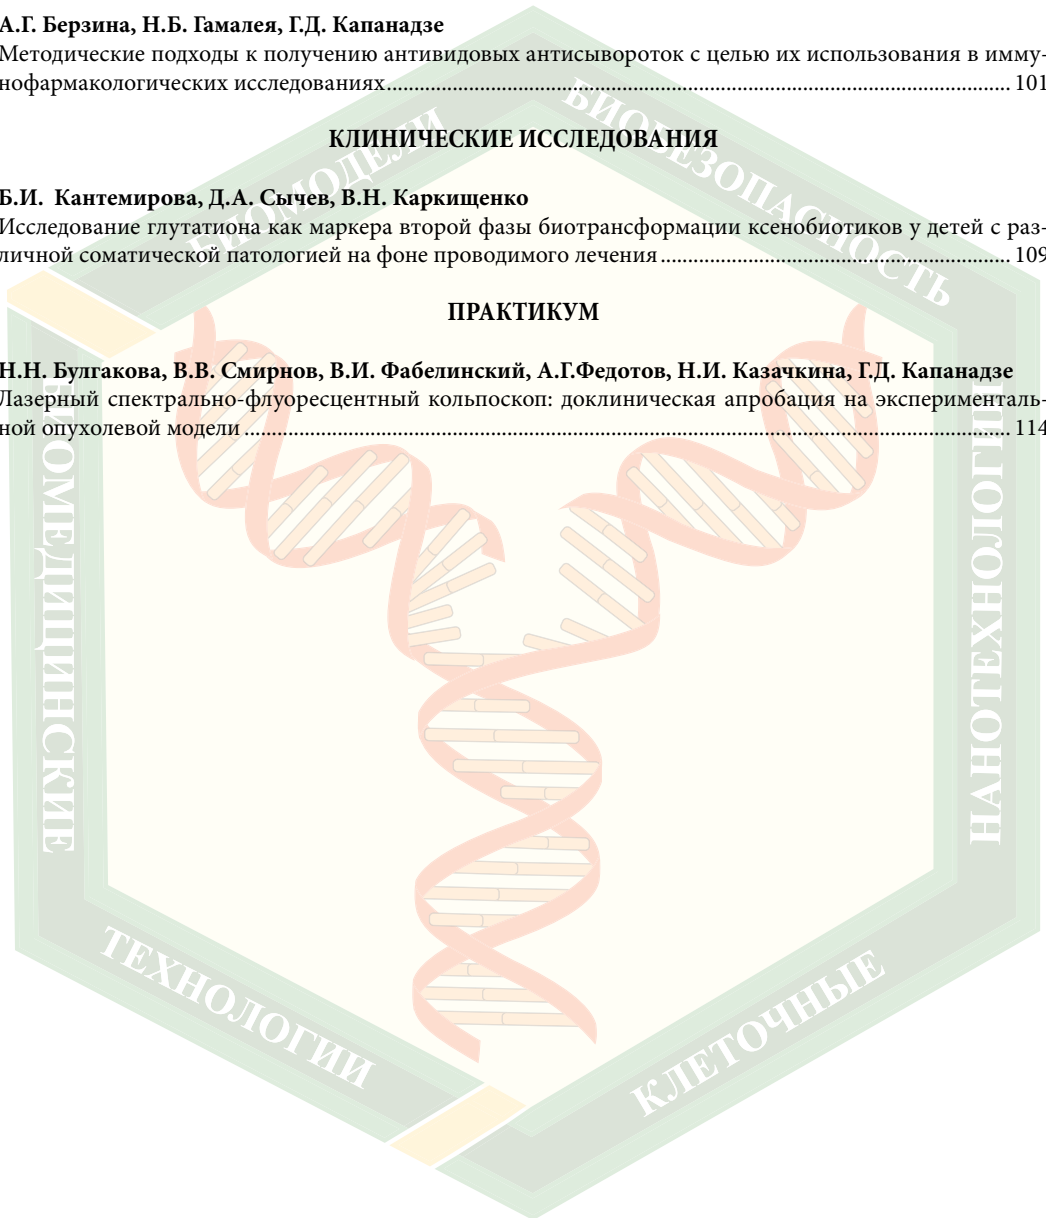 А.Г. Берзина, Н.Б. Гамалея, Г.Д. Капанадзе
Методические подходы к получению антивидовых антисывороток с целью их использования в имму-
нофармакологических исследованиях.......... 101
КЛИНИЧЕСКИЕ ИССЛЕДОВАНИЯ
Б.И. Кантемирова, Д.А. Сычев, В.Н. Каркищенко
Исследование глутатиона как маркера второй фазы биотрансформации ксенобиотиков у детей с раз-
личной соматической патологией на фоне проводимого лечения .......... 109
ПРАКТИКУМ
Н.Н. Булгакова, В.В. Смирнов, В.И. Фабелинский, А.Г.Федотов, Н.И. Казачкина, Г.Д. Капанадзе
Лазерный спектрально-флуоресцентный кольпоскоп: доклиническая апробация на эксперименталь-
ной опухолевой модели .......... 114
БИОМОДЕЛИ
БИОБЕЗОПАСНОСТЬ
БИОМЕДИЦИНСКИЕ
НАНОТЕХНОЛОГИИ
ТЕХНОЛОГИИ
КЛЕТОЧНЫЕ